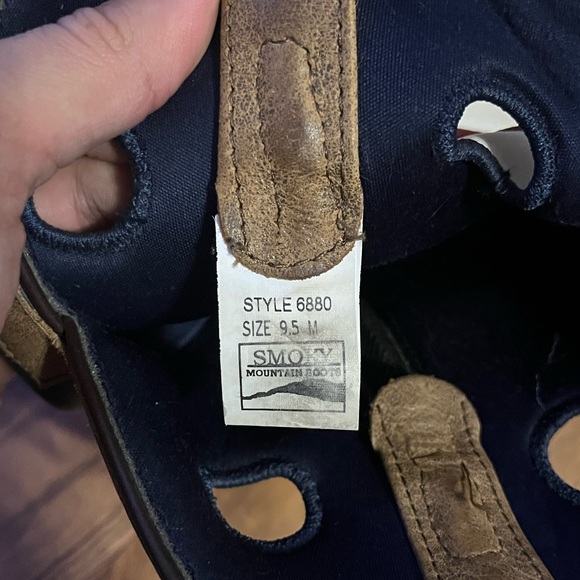 STYLE 6880
SIZE 9.5 M
SMOKY
MOUNTAIN BOOTS